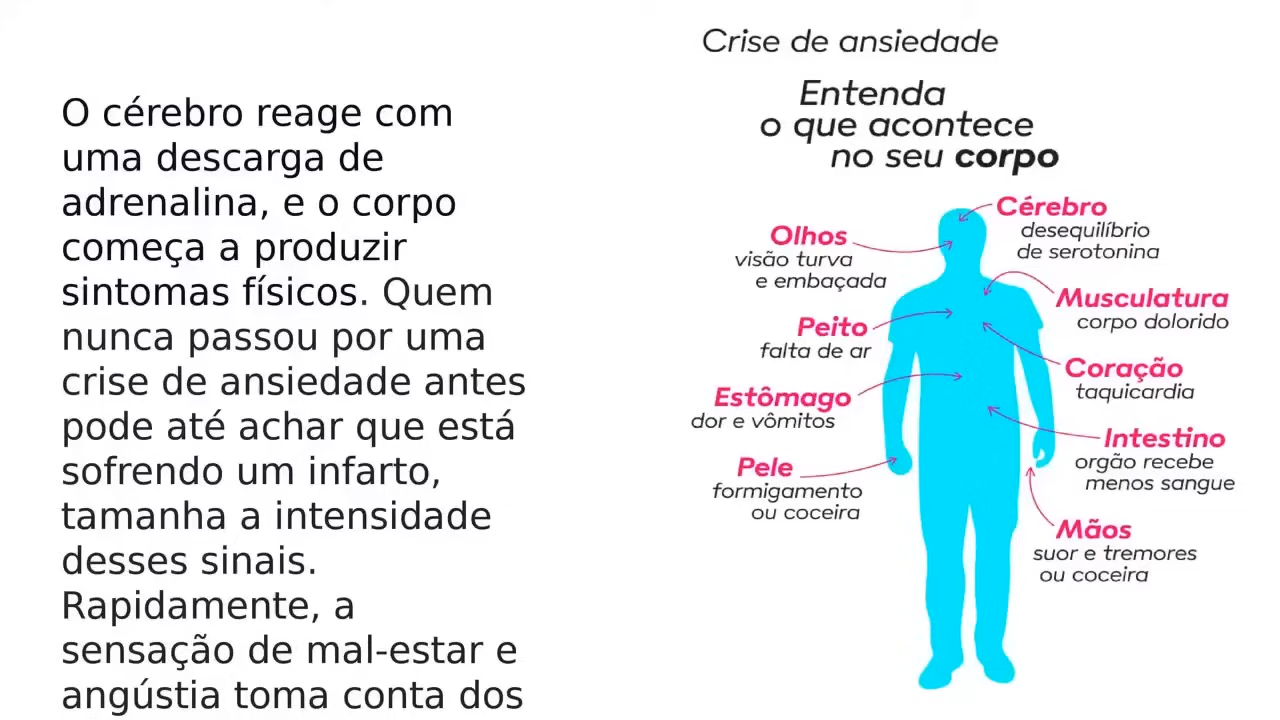 O cérebro reage com
uma descarga de
adrenalina, e o corpo
começa a produzir
sintomas físicos. Quem
nunca passou por uma
crise de ansiedade antes
pode até achar que está
sofrendo um infarto,
tamanha a intensidade
desses sinais.
Rapidamente, a
sensação de mal-estar e
angústia toma conta dos
Crise de ansiedade
Entenda
o que acontece
no seu corpo
Cérebro
desequilíbrio
de serotonina
Olhos
visão turva
e embaçada
Musculatura
corpo dolorido
Peito
falta de ar
Coração
taquicardia
Estômago
dor e vômitos
Intestino
orgão recebe
menos sangue
Pele
formigamento
ou coceira
Mãos
suor e tremores
ou coceira